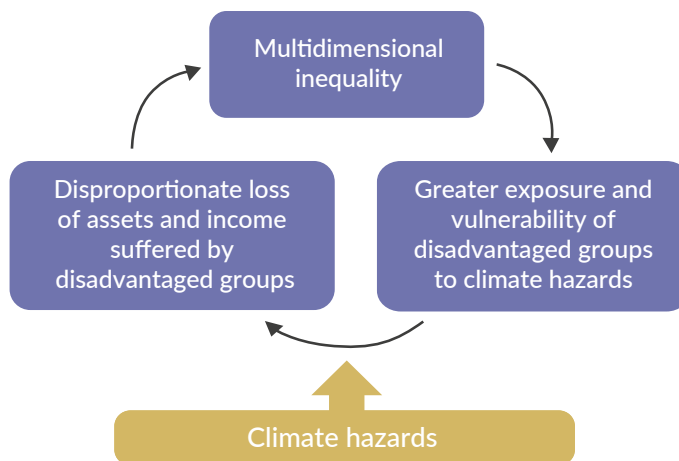 Multidimensional
inequality
Disproportionate loss
of assets and income
suffered by
disadvantaged groups
Greater exposure and
vulnerability of
disadvantaged groups
to climate hazards
Climate hazards